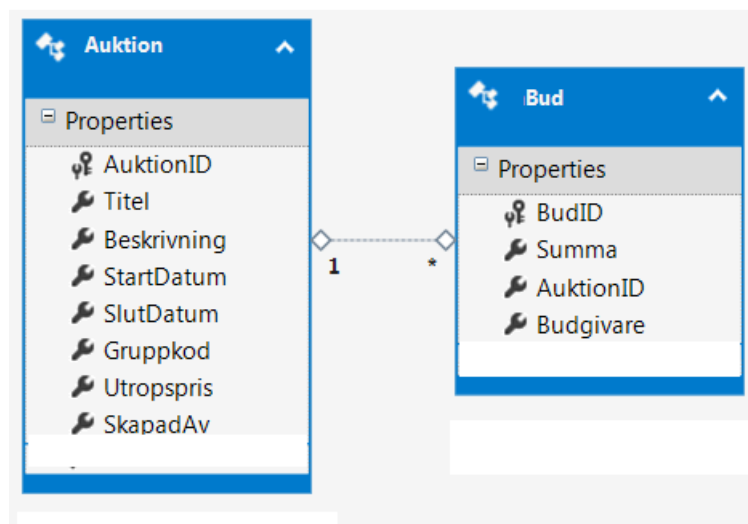 Auktion
Properties
AuktionID
Titel
Beskrivning
StartDatum
SlutDatum
Gruppkod
Utropspris
SkapadAv
1
*
Bud
Properties
BudID
Summa
AuktionID
Budgivare